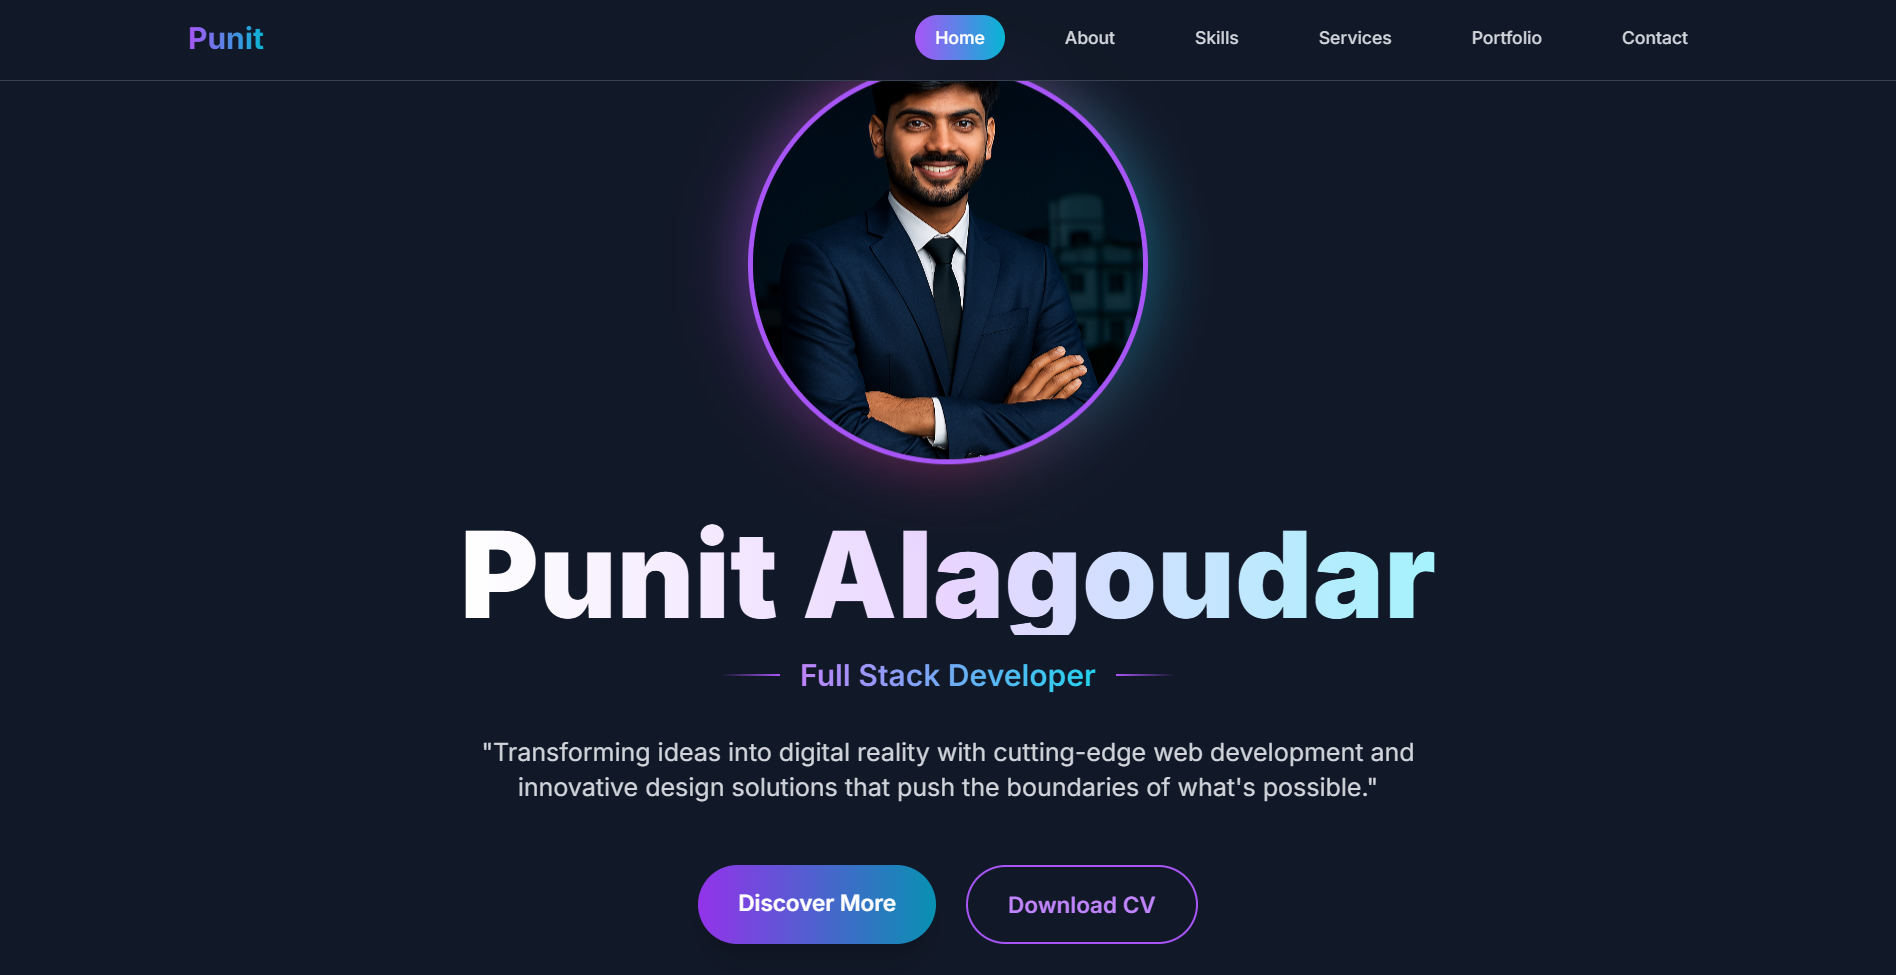 Punit
Home About Skills Services Portfolio Contact
Punit Alagoudar
Full Stack Developer
"Transforming ideas into digital reality with cutting-edge web development and
innovative design solutions that push the boundaries of what's possible."
Discover More Download CV